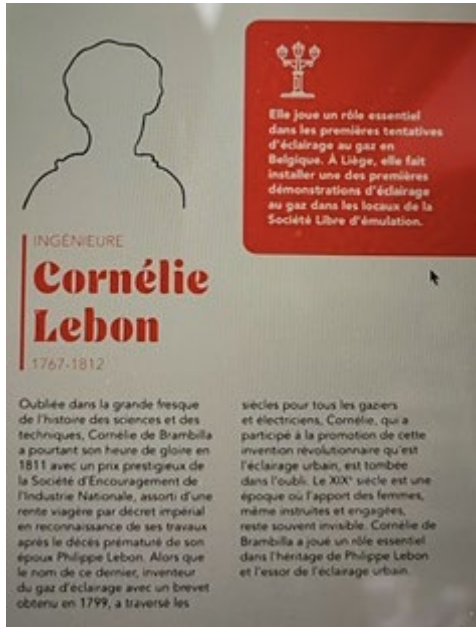 Elle joue un rôle essentiel
dans les premières tentatives
d'éclairage au gaz en
Belgique. À Liège, elle fait
installer une des premières
démonstrations d'éclairage
au gaz dans les locaux de la
Société Libre d'émulation.
INGÉNIEURE
Cornélie
Lebon
1767-1812
Oubliée dans la grande fresque
de l'histoire des sciences et des
techniques, Cornélie de Brambilla
a pourtant son heure de gloire en
1811 avec un prix prestigieux de
la Société d'Encouragement de
l'Industrie Nationale, assorti d'une
rente viagère par décret impérial
en reconnaissance de ses travaux
après le décès prématuré de son
époux Philippe Lebon. Alors que
le nom de ce dernier, inventeur
du gaz d'éclairage avec un brevet
obtenu en 1799, a traversé les
siècles pour tous les gaziers
et électriciens, Cornélie, qui a
participé à la promotion de cette
invention révolutionnaire qu'est
l'éclairage urbain, est tombée
dans l'oubli. Le XIXᵉ siècle est une
époque où l'apport des femmes,
même instruites et engagées,
reste souvent invisible. Cornélie de
Brambilla a joué un rôle essentiel
dans l'héritage de Philippe Lebon
et l'essor de l'éclairage urbain.